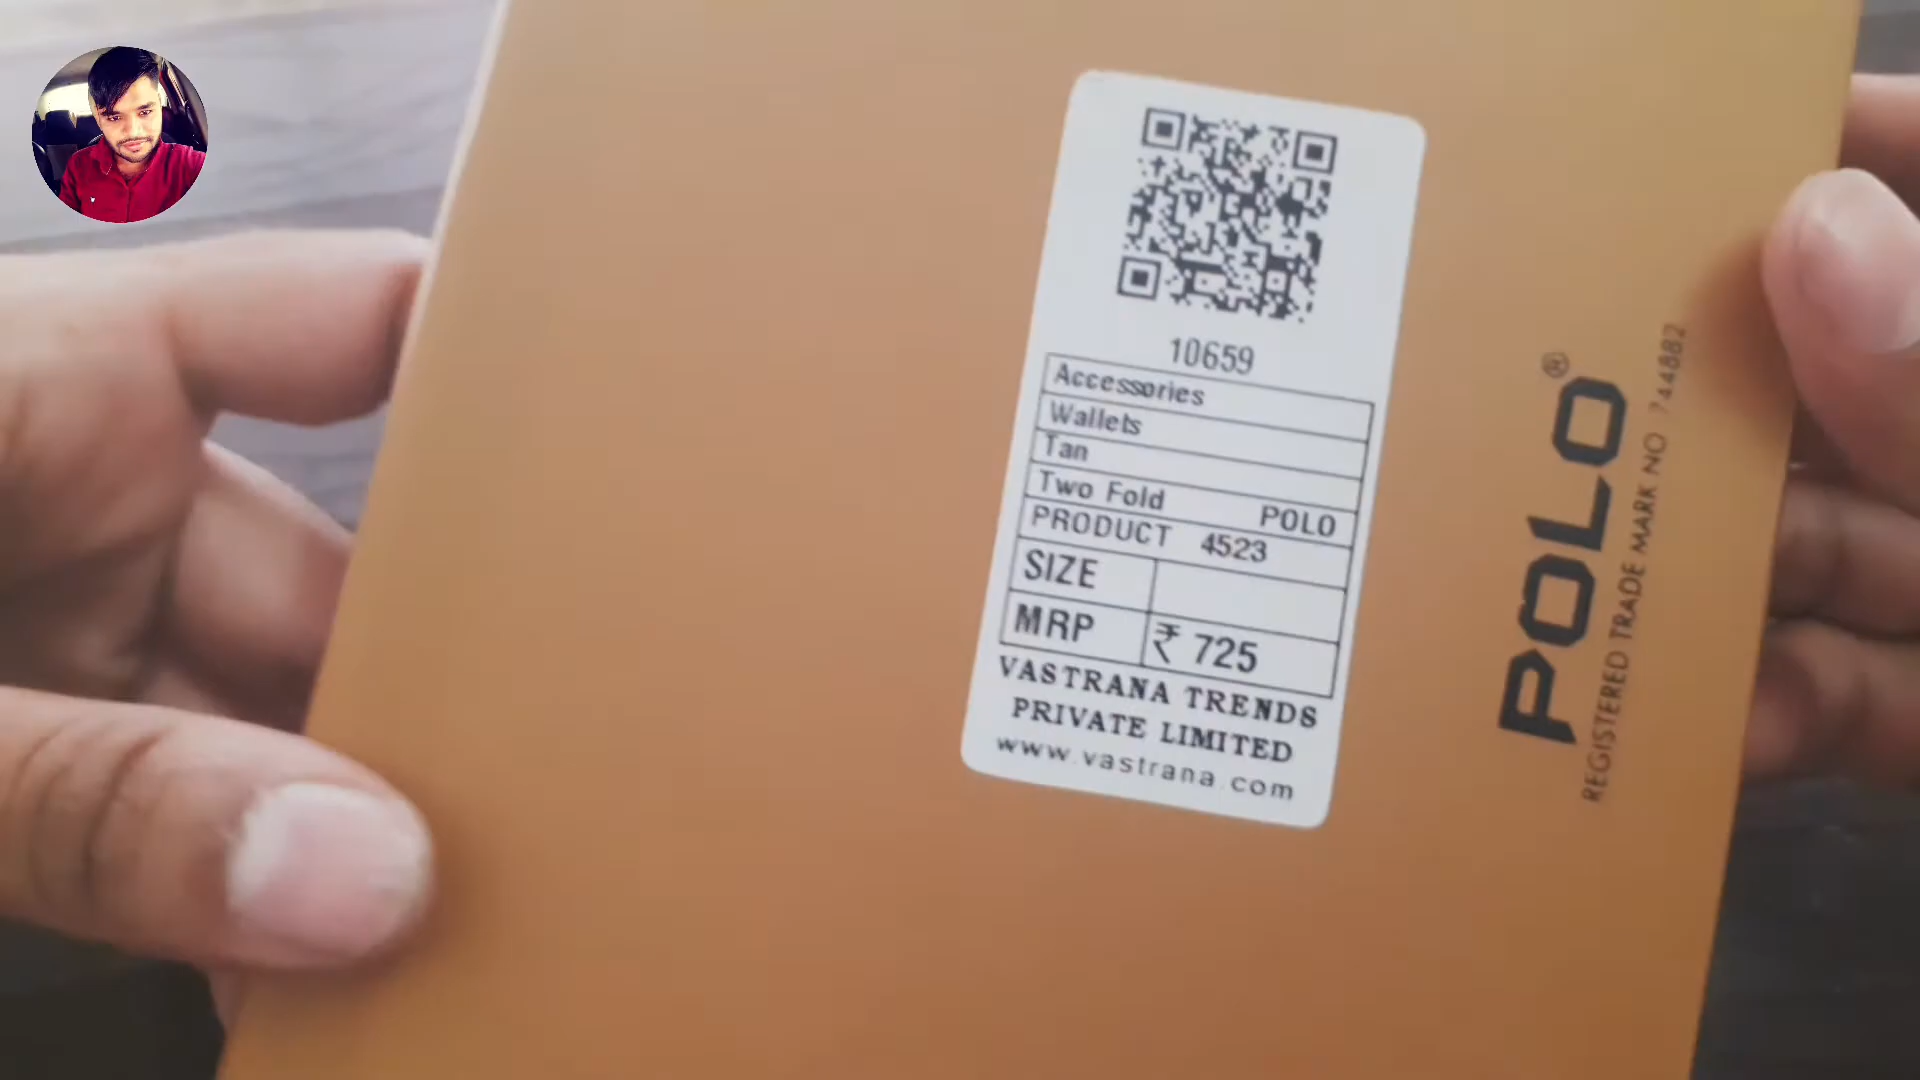 10659
Accessories
Wallets
Tan
Two Fold POLO
PRODUCT 4523
SIZE
MRP ₹ 725
VASTRANA TRENDS
PRIVATE LIMITED
www.vastrana.com
POLO®
REGISTERED TRADE MARK NO 744882